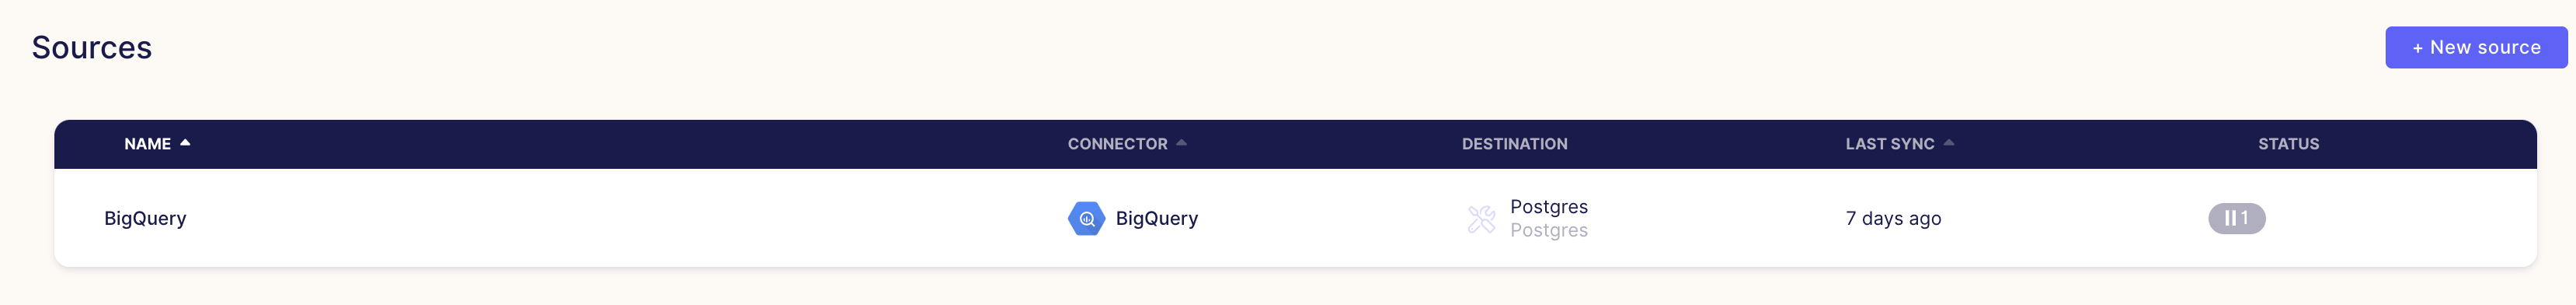 Sources
+ New source
NAME CONNECTOR DESTINATION LAST SYNC STATUS
BigQuery BigQuery Postgres 7 days ago 1
Postgres